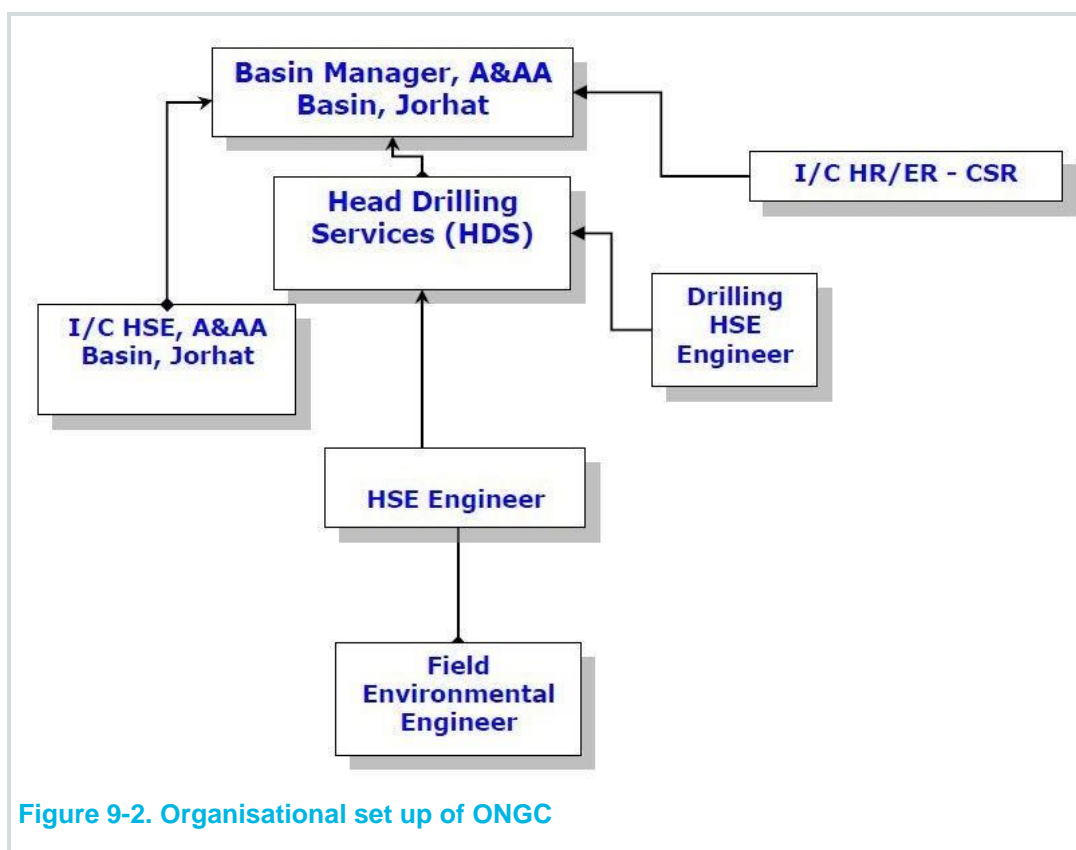 Basin Manager, A&AA
Basin, Jorhat
I/C HR/ER - CSR
Head Drilling
Services (HDS)
Drilling
HSE
Engineer
I/C HSE, A&AA
Basin, Jorhat
HSE Engineer
Field
Environmental
Engineer
Figure 9-2. Organisational set up of ONGC